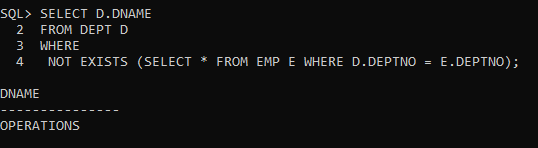 SQL> SELECT D.DNAME
  2  FROM DEPT D
  3  WHERE
  4   NOT EXISTS (SELECT * FROM EMP E WHERE D.DEPTNO = E.DEPTNO);

DNAME
---------------
OPERATIONS